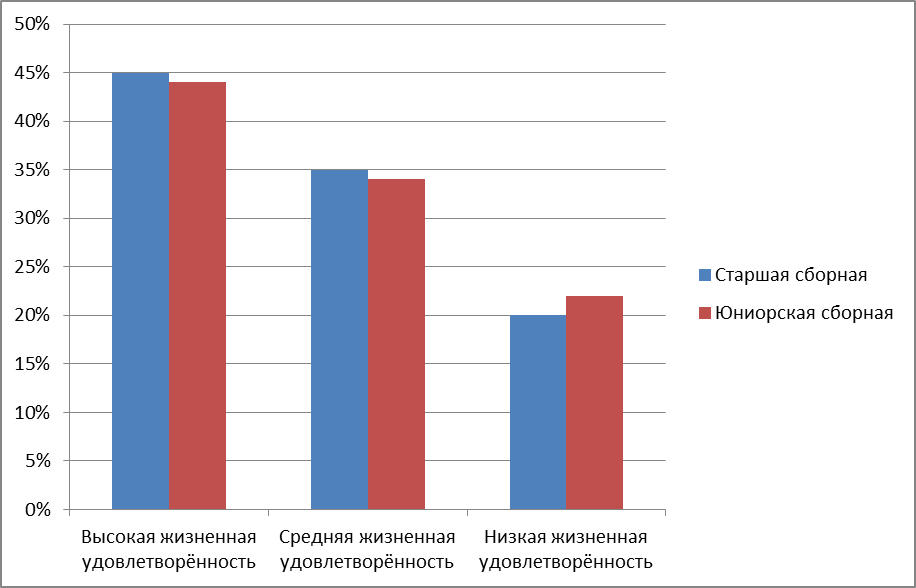 50%
45%
40%
35%
30%
25%
20%
15%
10%
5%
0%
Высокая жизненная
удовлетворённость
Средняя жизненная
удовлетворённость
Низкая жизненная
удовлетворённость
Старшая сборная
Юниорская сборная